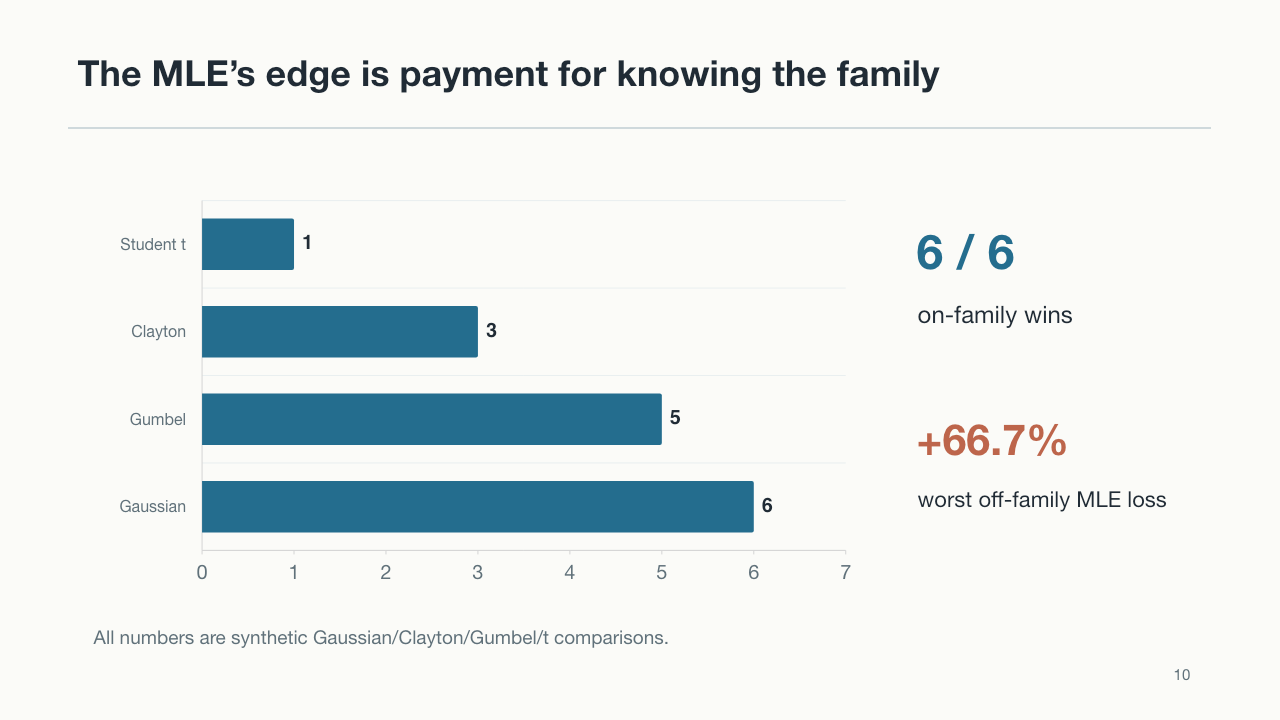 The MLE’s edge is payment for knowing the family
Student t
1
Clayton
3
Gumbel
5
Gaussian
6
0 1 2 3 4 5 6 7
6 / 6
on-family wins
+66.7%
worst off-family MLE loss
All numbers are synthetic Gaussian/Clayton/Gumbel/t comparisons.
10